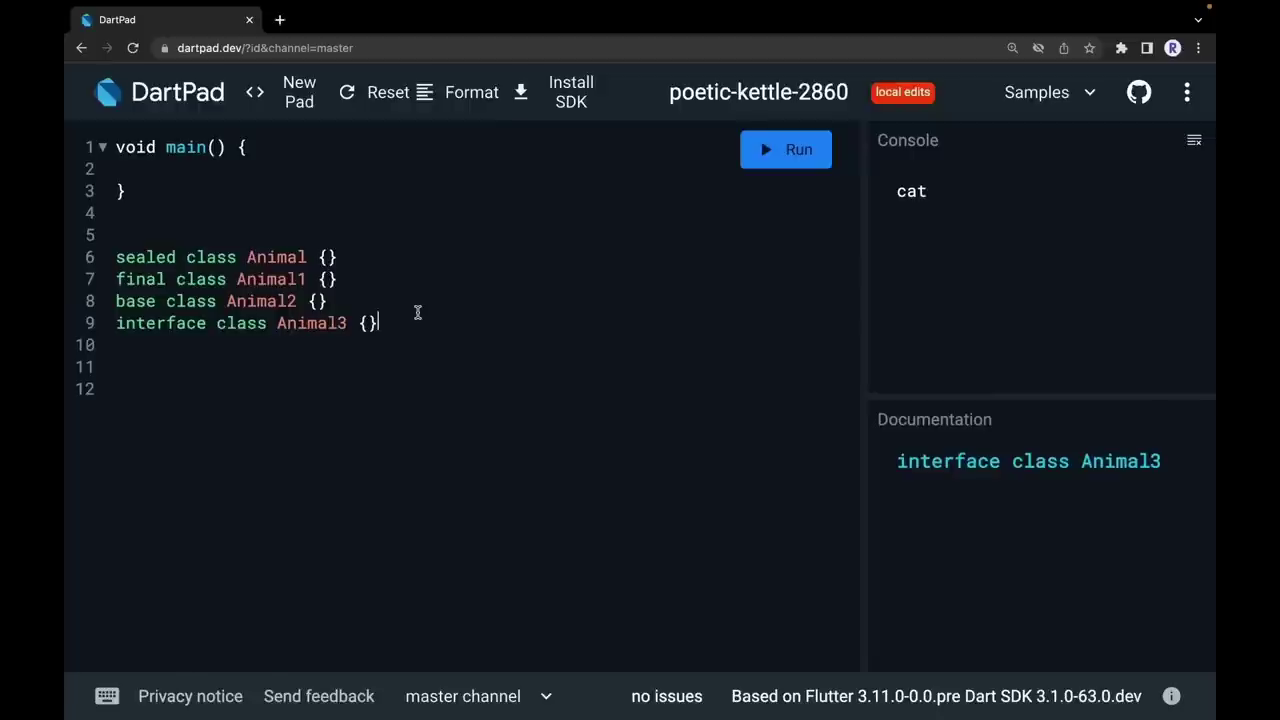 DartPad
dartpad.dev/?id&channel=master
R
DartPad
<> New Pad
Reset
Format
Install SDK
poetic-kettle-2860
local edits
Samples
1 void main() {
2
3 }
4
5
6 sealed class Animal {}
7 final class Animal1 {}
8 base class Animal2 {}
9 interface class Animal3 {}
10
11
12
Run
Console
cat
Documentation
interface class Animal3
Privacy notice
Send feedback
master channel
no issues
Based on Flutter 3.11.0-0.0.pre Dart SDK 3.1.0-63.0.dev